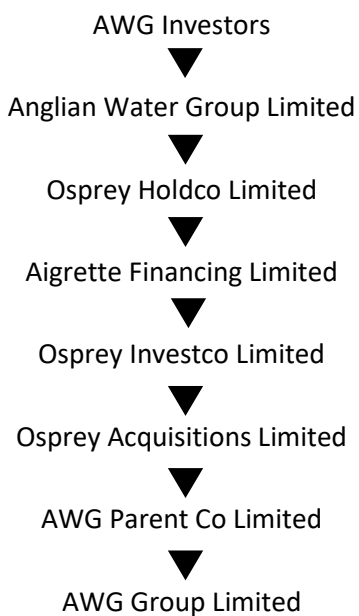 AWG Investors
Anglian Water Group Limited
Osprey Holdco Limited
Aigrette Financing Limited
Osprey Investco Limited
Osprey Acquisitions Limited
AWG Parent Co Limited
AWG Group Limited